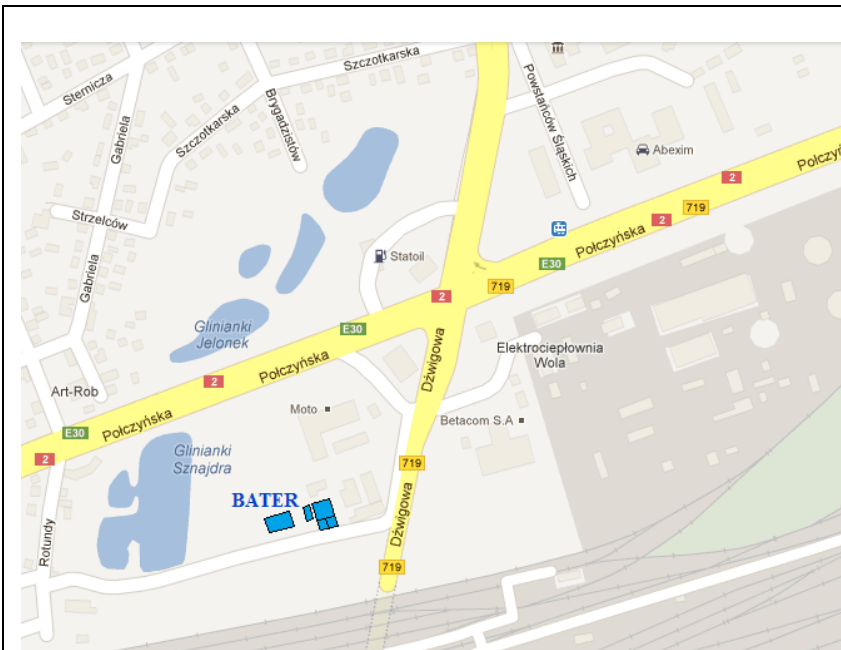 Szczotkarska
Sternicza
Powstańców Śląskich
Brygadzistów
Szczotkarska
Gabriela
Abexim
2
Połczyń
719
Strzelców
2
Połczyńska
Statoil
E30
Gabriela
719
2
Glinianki
Jelonek
E30
Dźwigowa
Elektrociepłownia
Wola
Połczyńska
2
Art-Rob
Moto
Połczyńska
Betacom S.A
E30
Glinianki
Sznajdra
2
719
BATER
Dźwigowa
Rotundy
719